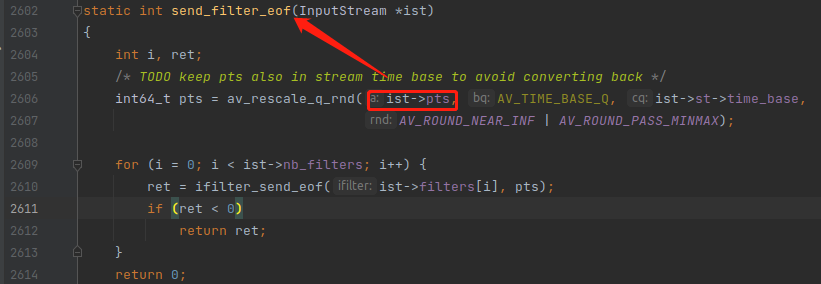 2602 static int send_filter_eof(InputStream *ist)
2603 {
2604 int i, ret;
2605 /* TODO keep pts also in stream time base to avoid converting back */
2606 int64_t pts = av_rescale_q_rnd( a: ist->pts, bq: AV_TIME_BASE_Q, cq: ist->st->time_base,
2607 rnd: AV_ROUND_NEAR_INF | AV_ROUND_PASS_MINMAX);
2608
2609 for (i = 0; i < ist->nb_filters; i++) {
2610 ret = ifilter_send_eof( ifilter: ist->filters[i], pts);
2611 if (ret < 0)
2612 return ret;
2613 }
2614 return 0;